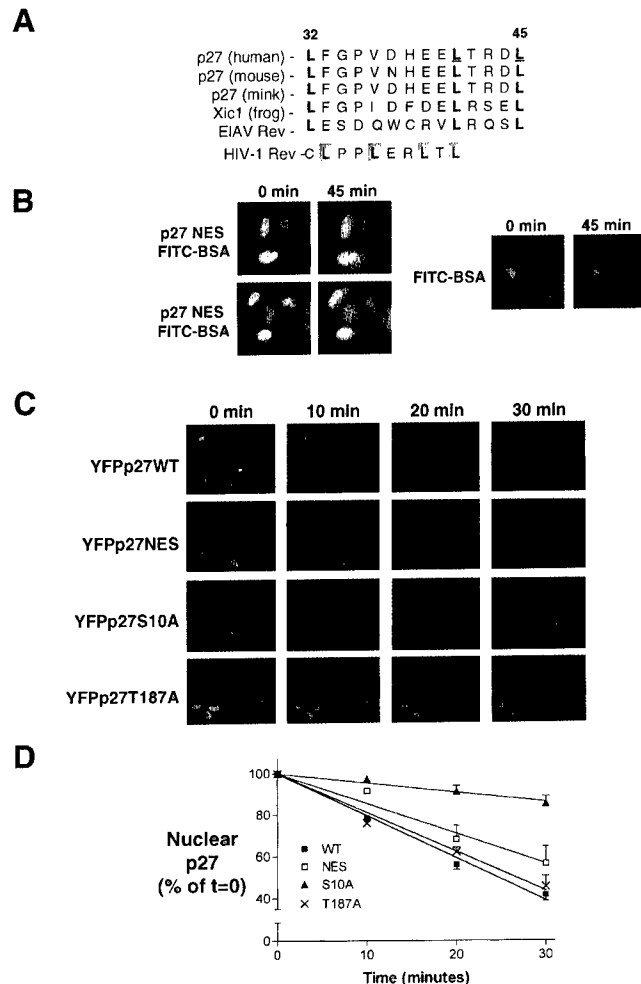 A
32 45
p27 (human) - L F G P V D H E E L T R D L
p27 (mouse) - L F G P V N H E E L T R D L
p27 (mink) - L F G P V D H E E L T R D L
Xic1 (frog) - L F G P I D F D E L R S E L
EIAV Rev - L E S D Q W C R V L R Q S L
HIV-1 Rev -C L P P L E R L T L
B
0 min 45 min
p27 NES
FITC-BSA
p27 NES
FITC-BSA
0 min 45 min
FITC-BSA
C
0 min 10 min 20 min 30 min
YFPp27WT
YFPp27NES
YFPp27S10A
YFPp27T187A
D
Nuclear
p27
(% of t=0)
100
80
60
40
0
WT
NES
S10A
T187A
0 10 20 30
Time (minutes)